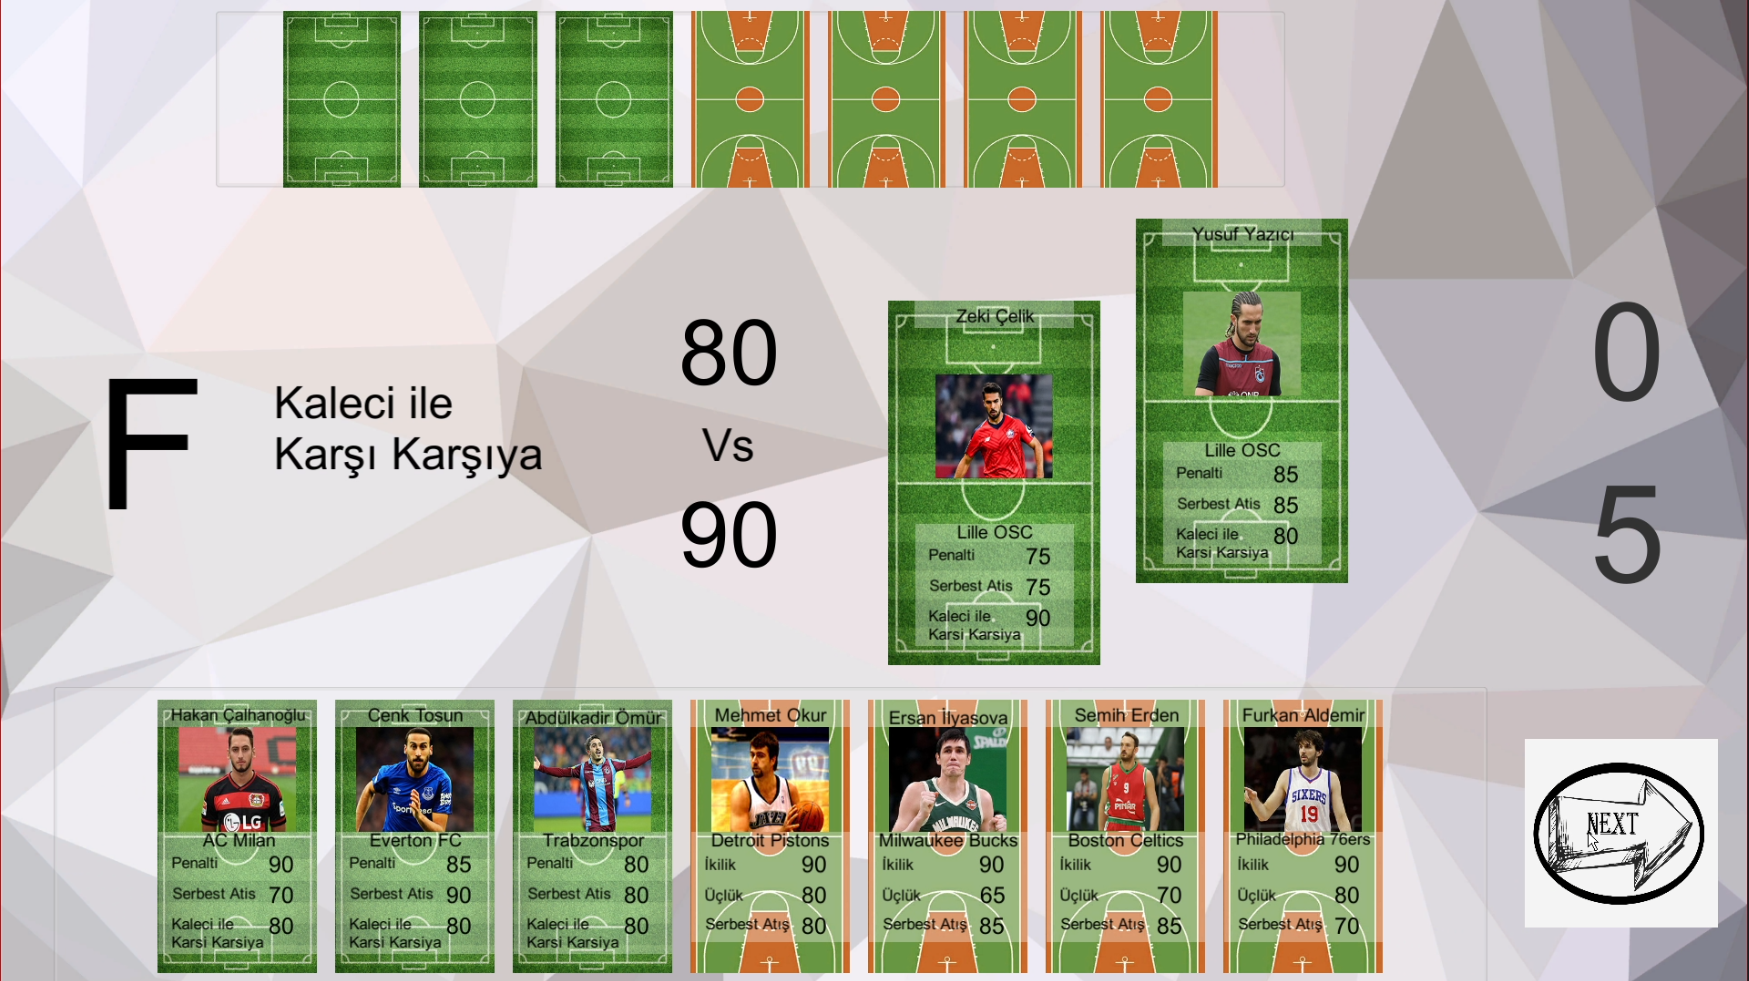 Yusuf Yazıcı
Lille OSC
Penalti 85
Serbest Atis 85
Kaleci ile 80
Karsi Karsiya
Zeki Çelik
Lille OSC
Penalti 75
Serbest Atis 75
Kaleci ile 90
Karsi Karsiya
F
Kaleci ile
Karşı Karşıya
80
Vs
90
0
5
Hakan Çalhanoğlu
LG
AC Milan
Penalti 90
Serbest Atis 70
Kaleci ile 80
Karsi Karsiya
Cenk Tosun
Everton FC
Penalti 85
Serbest Atis 90
Kaleci ile 80
Karsi Karsiya
Abdülkadir Ömür
Trabzonspor
Penalti 80
Serbest Atis 80
Kaleci ile 80
Karsi Karsiya
Mehmet Okur
Detroit Pistons
İkilik 90
Üçlük 80
Serbest Atış 80
Ersan İlyasova
Milwaukee Bucks
İkilik 90
Üçlük 65
Serbest Atış 85
Semih Erden
9
Boston Celtics
İkilik 90
Üçlük 70
Serbest Atış 85
Furkan Aldemir
SIXERS
19
Philadelphia 76ers
İkilik 90
Üçlük 80
Serbest Atış 70
NEXT